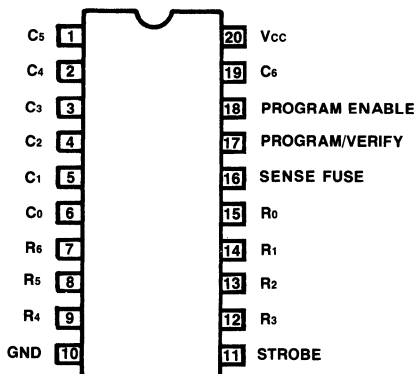 C5 1 20 Vcc
C4 2 19 C6
C3 3 18 PROGRAM ENABLE
C2 4 17 PROGRAM/VERIFY
C1 5 16 SENSE FUSE
C0 6 15 R0
R6 7 14 R1
R5 8 13 R2
R4 9 12 R3
GND 10 11 STROBE